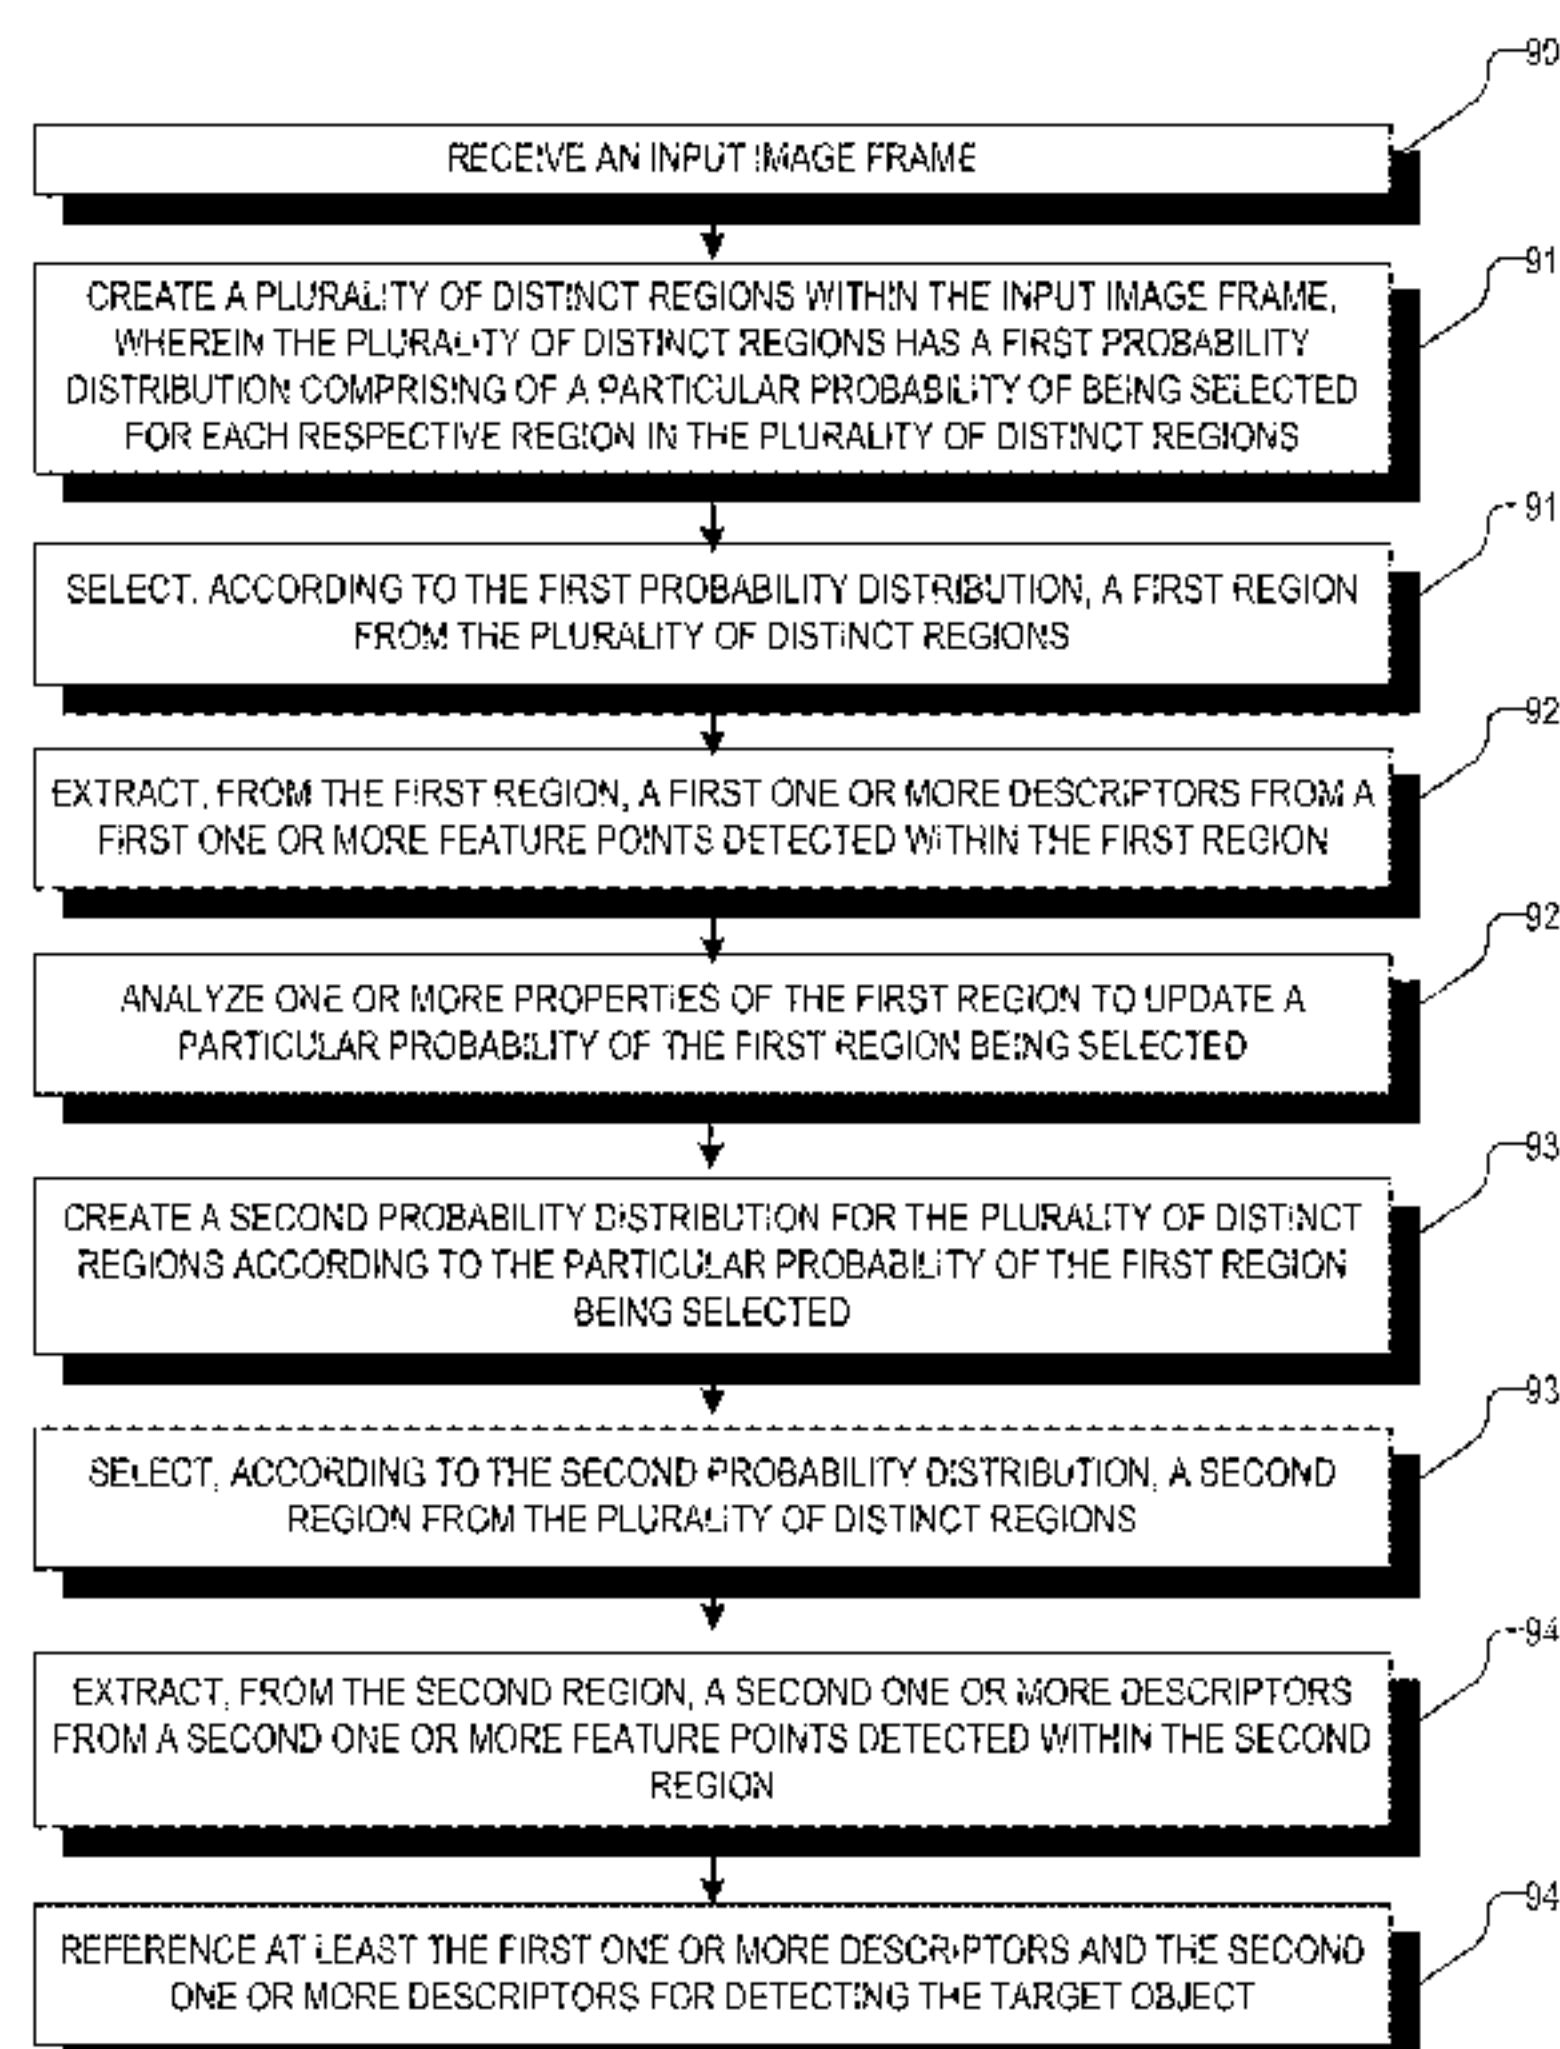 90
RECEIVE AN INPUT IMAGE FRAME
91
CREATE A PLURALITY OF DISTINCT REGIONS WITHIN THE INPUT IMAGE FRAME,
WHEREIN THE PLURALITY OF DISTINCT REGIONS HAS A FIRST PROBABILITY
DISTRIBUTION COMPRISING OF A PARTICULAR PROBABILITY OF BEING SELECTED
FOR EACH RESPECTIVE REGION IN THE PLURALITY OF DISTINCT REGIONS
91
SELECT, ACCORDING TO THE FIRST PROBABILITY DISTRIBUTION, A FIRST REGION
FROM THE PLURALITY OF DISTINCT REGIONS
92
EXTRACT, FROM THE FIRST REGION, A FIRST ONE OR MORE DESCRIPTORS FROM A
FIRST ONE OR MORE FEATURE POINTS DETECTED WITHIN THE FIRST REGION
92
ANALYZE ONE OR MORE PROPERTIES OF THE FIRST REGION TO UPDATE A
PARTICULAR PROBABILITY OF THE FIRST REGION BEING SELECTED
93
CREATE A SECOND PROBABILITY DISTRIBUTION FOR THE PLURALITY OF DISTINCT
REGIONS ACCORDING TO THE PARTICULAR PROBABILITY OF THE FIRST REGION
BEING SELECTED
93
SELECT, ACCORDING TO THE SECOND PROBABILITY DISTRIBUTION, A SECOND
REGION FROM THE PLURALITY OF DISTINCT REGIONS
94
EXTRACT, FROM THE SECOND REGION, A SECOND ONE OR MORE DESCRIPTORS
FROM A SECOND ONE OR MORE FEATURE POINTS DETECTED WITHIN THE SECOND
REGION
94
REFERENCE AT LEAST THE FIRST ONE OR MORE DESCRIPTORS AND THE SECOND
ONE OR MORE DESCRIPTORS FOR DETECTING THE TARGET OBJECT